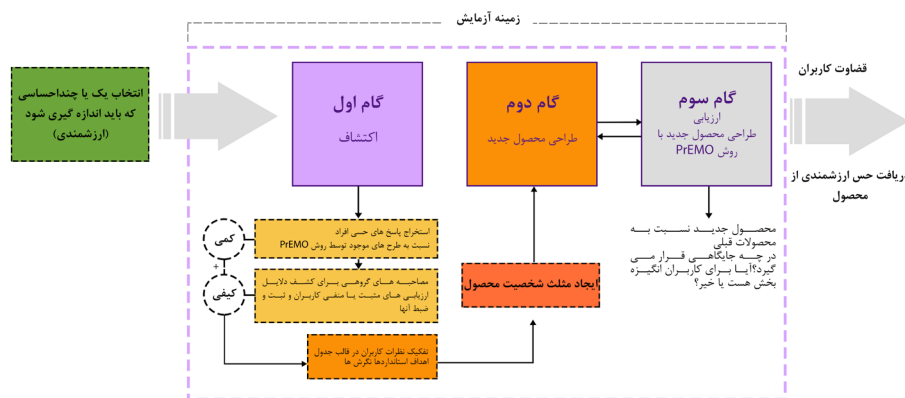 زمینه آزمایش
انتخاب یک یا چنداحساسی
که باید اندازه گیری شود
(ارزشمندی)
گام اول
اکتشاف
گام دوم
طراحی محصول جدید
گام سوم
ارزیابی
طراحی محصول جدید با
روش PrEMO
قضاوت کاربران
دریافت حس ارزشمندی از
محصول
کمی
+
کیفی
استخراج پاسخ های حسی افراد
نسبت به طرح های موجود توسط روش PrEMO
مصاحبه های گروهی برای کشف دلایل
ارزیابی های مثبت یا منفی کاربران و ثبت و
ضبط آنها
تفکیک نظرات کاربران در قالب جدول
اهداف استانداردها نگرش ها
ایجاد مثلث شخصیت محصول
محصول جدید نسبت به
محصولات قبلی
در چه جایگاهی قرار می
گیرد؟آیا برای کاربران انگیزه
بخش هست یا خیر؟